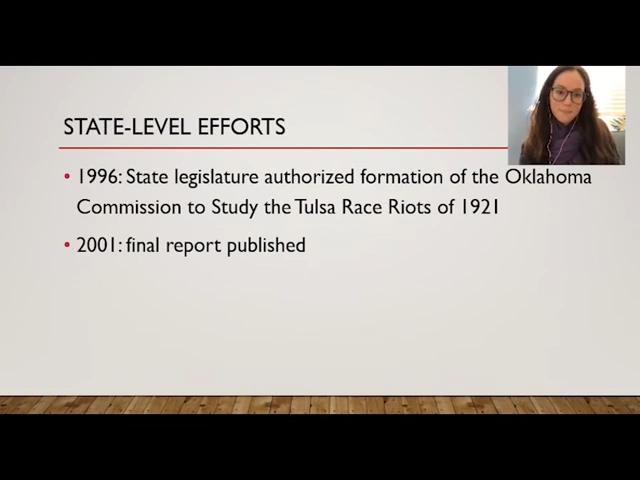 STATE-LEVEL EFFORTS
• 1996: State legislature authorized formation of the Oklahoma
Commission to Study the Tulsa Race Riots of 1921
• 2001: final report published